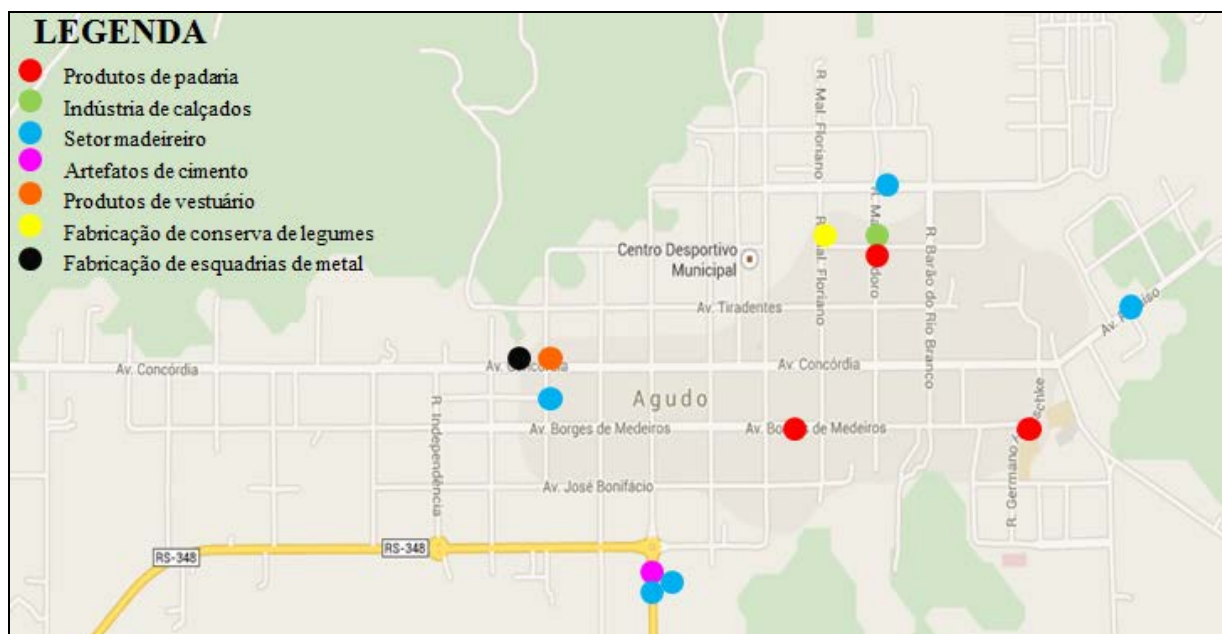 LEGENDA
Produtos de padaria
Indústria de calçados
Setor madeireiro
Artefatos de cimento
Produtos de vestuário
Fabricação de conserva de legumes
Fabricação de esquadrias de metal
R. Mal. Floriano
Centro Desportivo
Municipal
R. Barão do Rio Branco
Av. Tiradentes
Av. Concórdia
Av. Concórdia
Agudo
R. Independência
Av. Borges de Medeiros
de Medeiros
Av. José Bonifácio
R. Germano
RS-348
RS-348